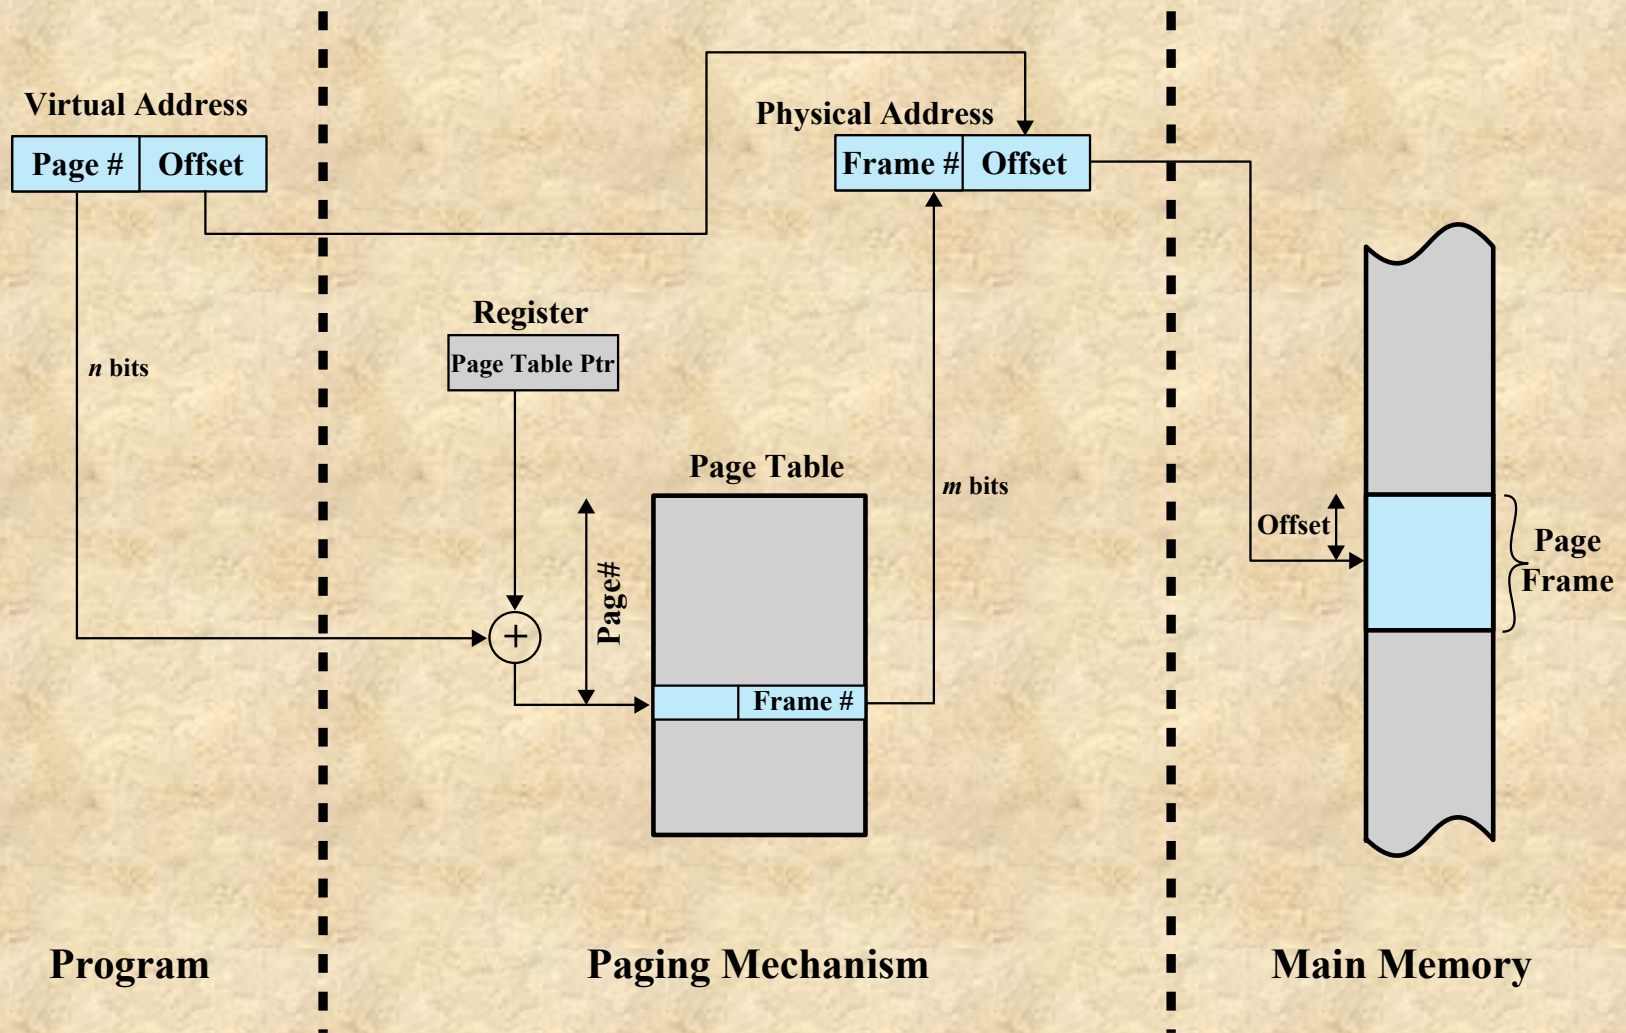 Virtual Address
Page #
Offset
Physical Address
Frame #
Offset
n bits
Register
Page Table Ptr
Page Table
Page#
Frame #
m bits
Offset
Page
Frame
Program
Paging Mechanism
Main Memory
+